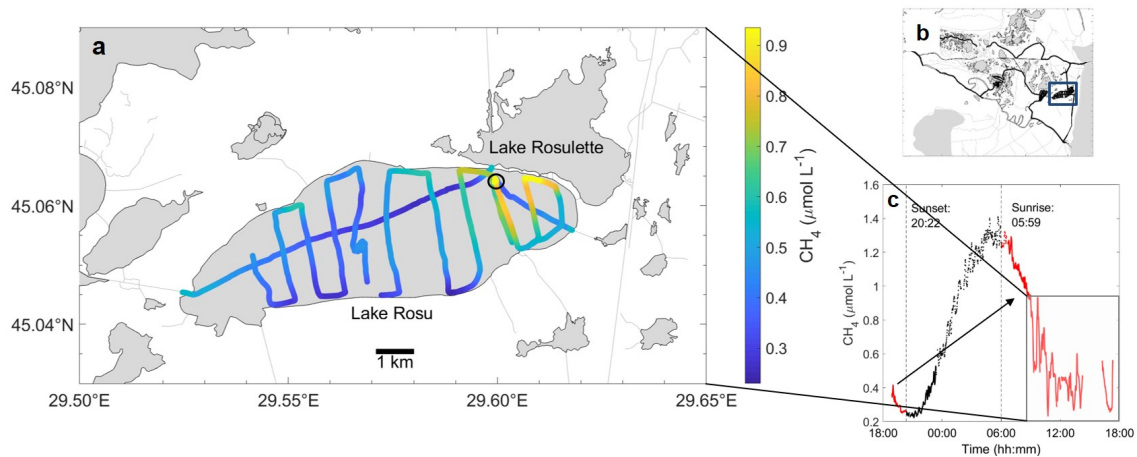 a
45.08°N
45.06°N
45.04°N
29.50°E
29.55°E
29.60°E
29.65°E
Lake Rosulette
Lake Rosu
1 km
0.9
0.8
0.7
0.6
0.5
0.4
0.3
CH4 (μmol L-1)
b
c
Sunset:
20:22
Sunrise:
05:59
1.6
1.4
1.2
1
0.8
0.6
0.4
0.2
CH4 (μmol L-1)
18:00
00:00
06:00
12:00
18:00
Time (hh:mm)